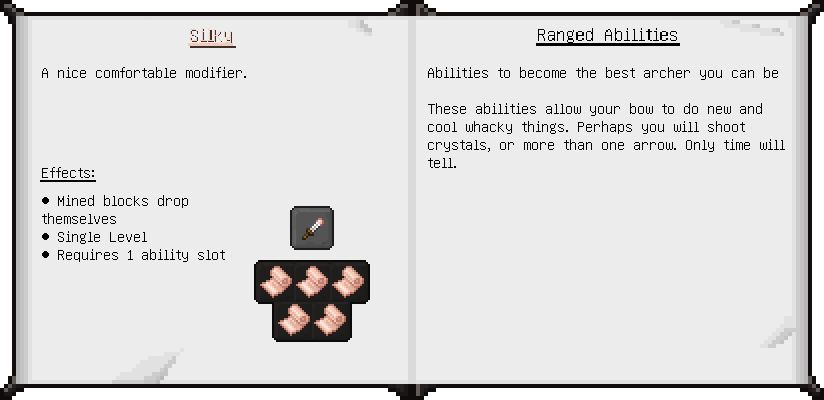 Silky
A nice comfortable modifier.
Effects:
● Mined blocks drop
themselves
● Single Level
● Requires 1 ability slot
Ranged Abilities
Abilities to become the best archer you can be
These abilities allow your bow to do new and
cool whacky things. Perhaps you will shoot
crystals, or more than one arrow. Only time will
tell.